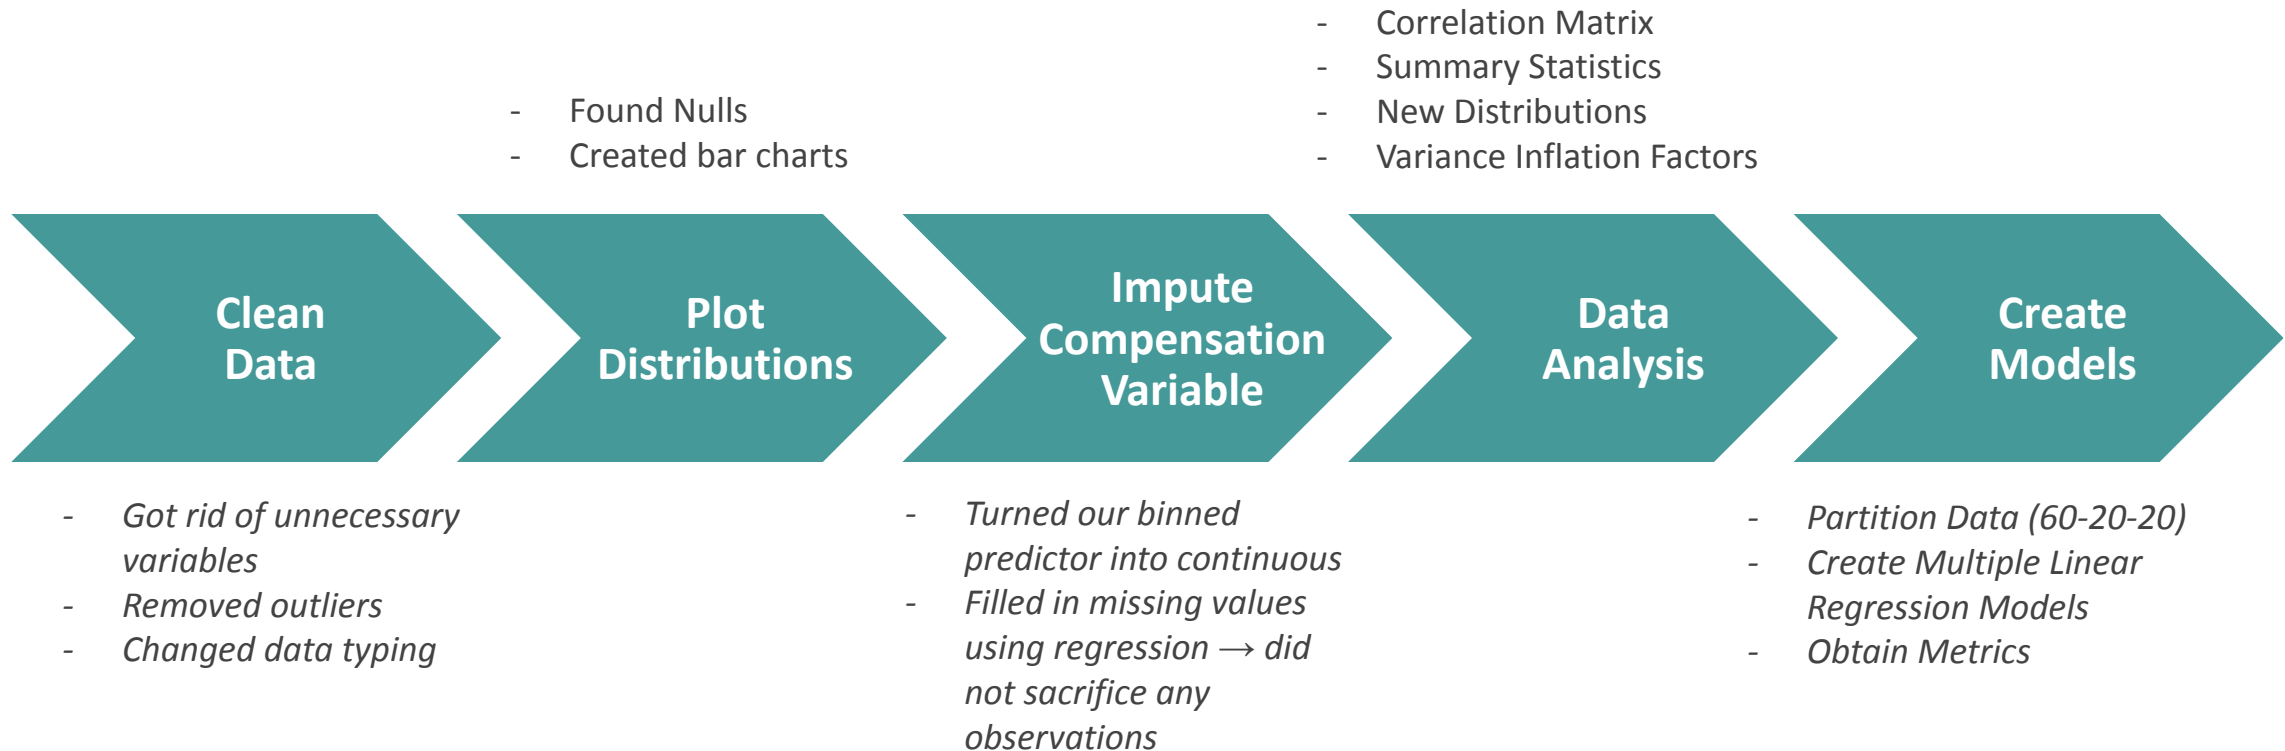 - Correlation Matrix
- Summary Statistics
- New Distributions
- Variance Inflation Factors
- Found Nulls
- Created bar charts
Clean
Data
Plot
Distributions
Impute
Compensation
Variable
Data
Analysis
Create
Models
- Got rid of unnecessary
variables
- Removed outliers
- Changed data typing
- Turned our binned
predictor into continuous
- Filled in missing values
using regression → did
not sacrifice any
observations
- Partition Data (60-20-20)
- Create Multiple Linear
Regression Models
- Obtain Metrics